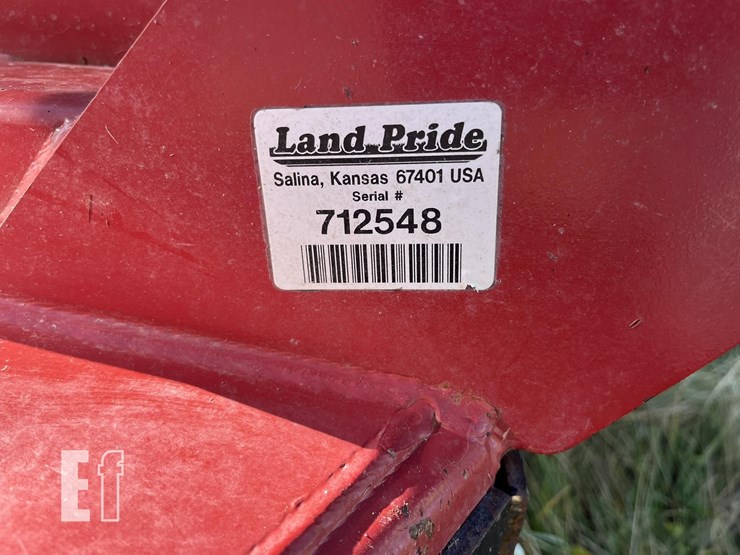 Land Pride
Salina, Kansas 67401 USA
Serial #
712548
Ef